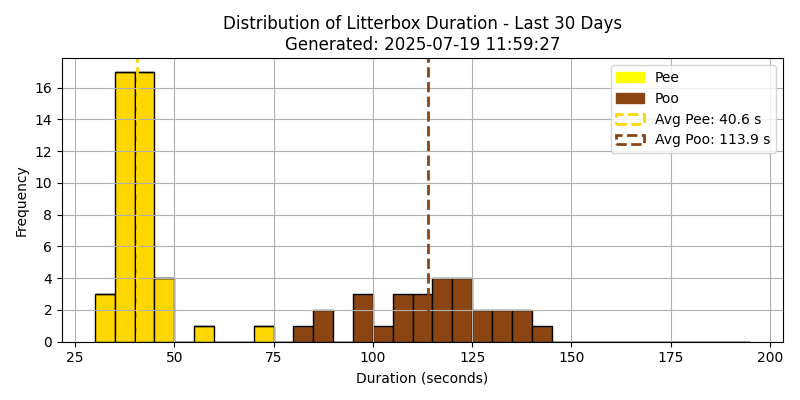 Distribution of Litterbox Duration - Last 30 Days
Generated: 2025-07-19 11:59:27
Pee
Poo
Avg Pee: 40.6 s
Avg Poo: 113.9 s
Frequency
16
14
12
10
8
6
4
2
0
25 50 75 100 125 150 175 200
Duration (seconds)